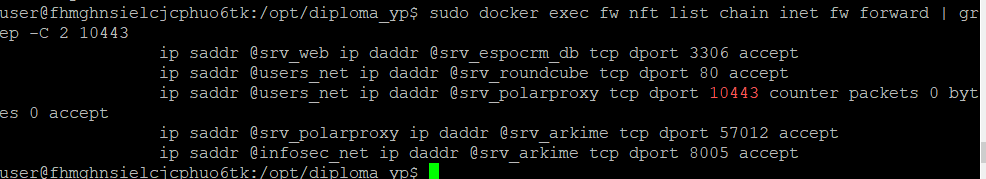 user@fhmghnsielcjcphuo6tk:/opt/diploma_yp$ sudo docker exec fw nft list chain inet fw forward | gr
ep -C 2 10443
ip saddr @srv_web ip daddr @srv_espocrm_db tcp dport 3306 accept
ip saddr @users_net ip daddr @srv_roundcube tcp dport 80 accept
ip saddr @users_net ip daddr @srv_polarproxy tcp dport 10443 counter packets 0 byt
es 0 accept
ip saddr @srv_polarproxy ip daddr @srv_arkime tcp dport 57012 accept
ip saddr @infosec_net ip daddr @srv_arkime tcp dport 8005 accept
user@fhmghnsielcjcphuo6tk:/opt/diploma_yp$